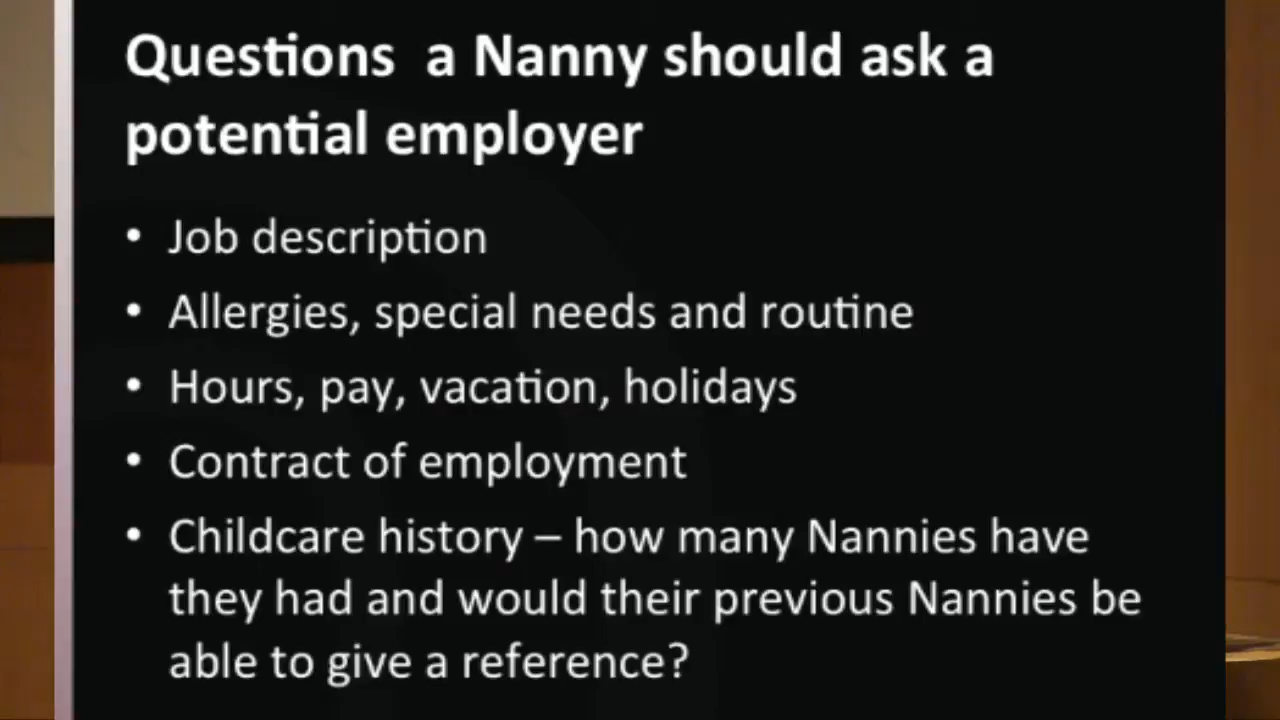 Questions  a Nanny should ask a
potential employer
• Job description
• Allergies, special needs and routine
• Hours, pay, vacation, holidays
• Contract of employment
• Childcare history – how many Nannies have
they had and would their previous Nannies be
able to give a reference?